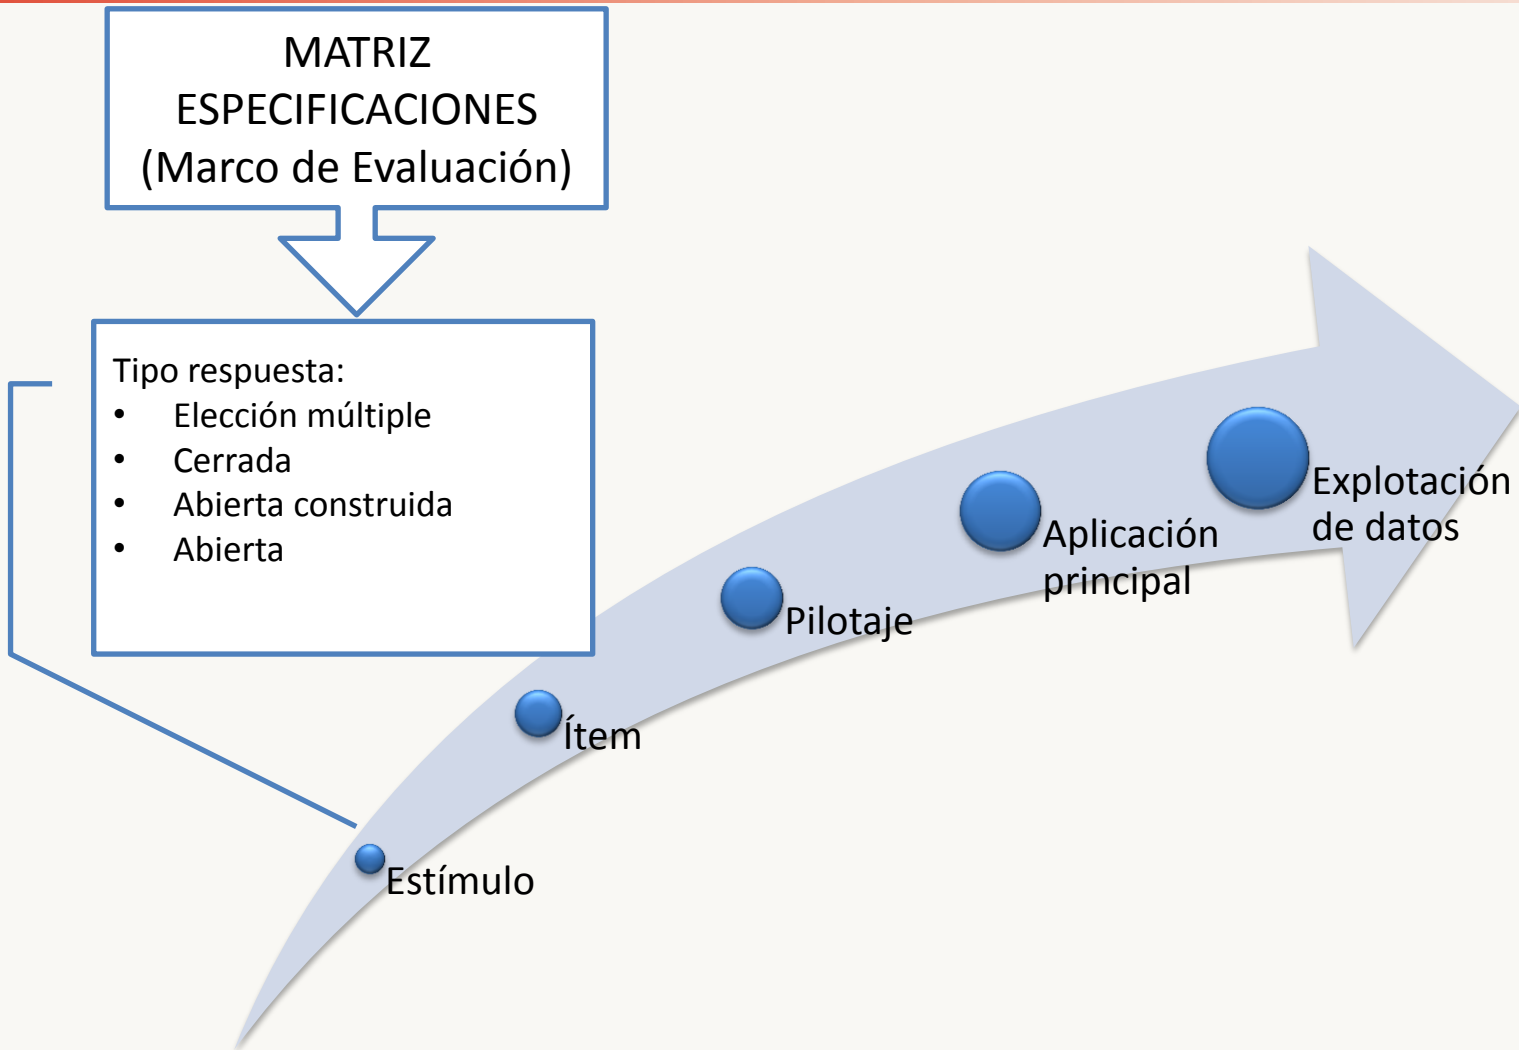 MATRIZ
ESPECIFICACIONES
(Marco de Evaluación)
Tipo respuesta:
• Elección múltiple
• Cerrada
• Abierta construida
• Abierta
Estímulo
Ítem
Pilotaje
Aplicación
principal
Explotación
de datos